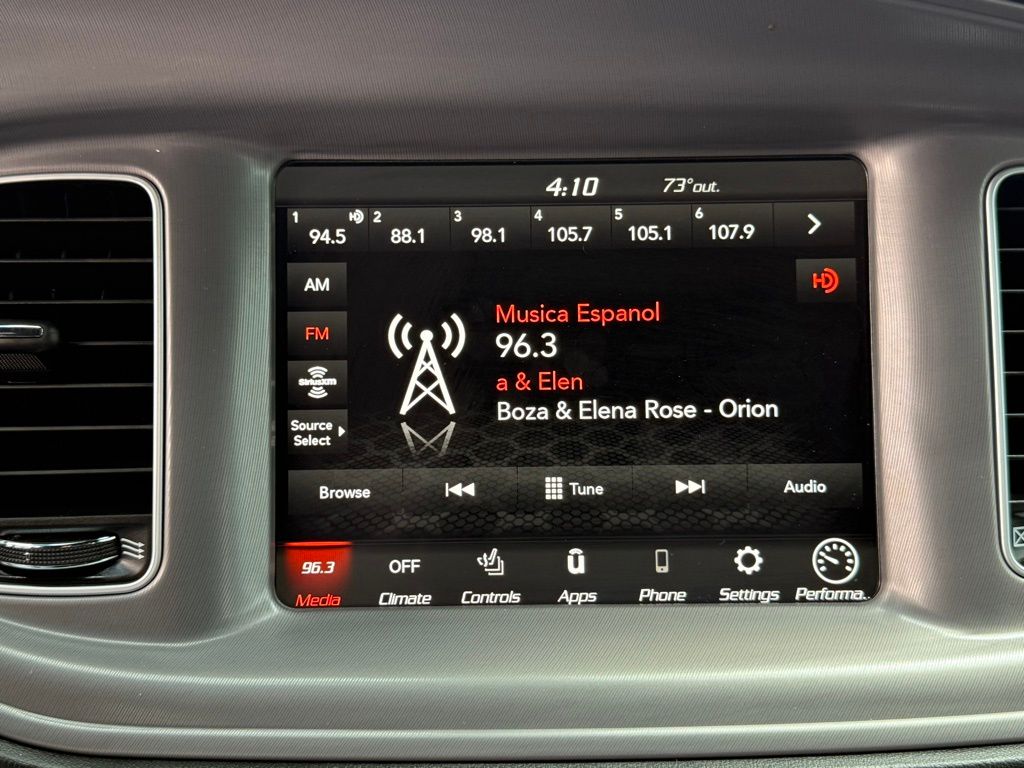 4:10 73°out.
1 94.5 HD 2 88.1 3 98.1 4 105.7 5 105.1 6 107.9
AM
HD
FM
Musica Espanol
96.3
SiriusXM
a & Elen
Boza & Elena Rose - Orion
Source
Select
Browse Tune Audio
96.3 OFF
Media Climate Controls Apps Phone Settings Performa..